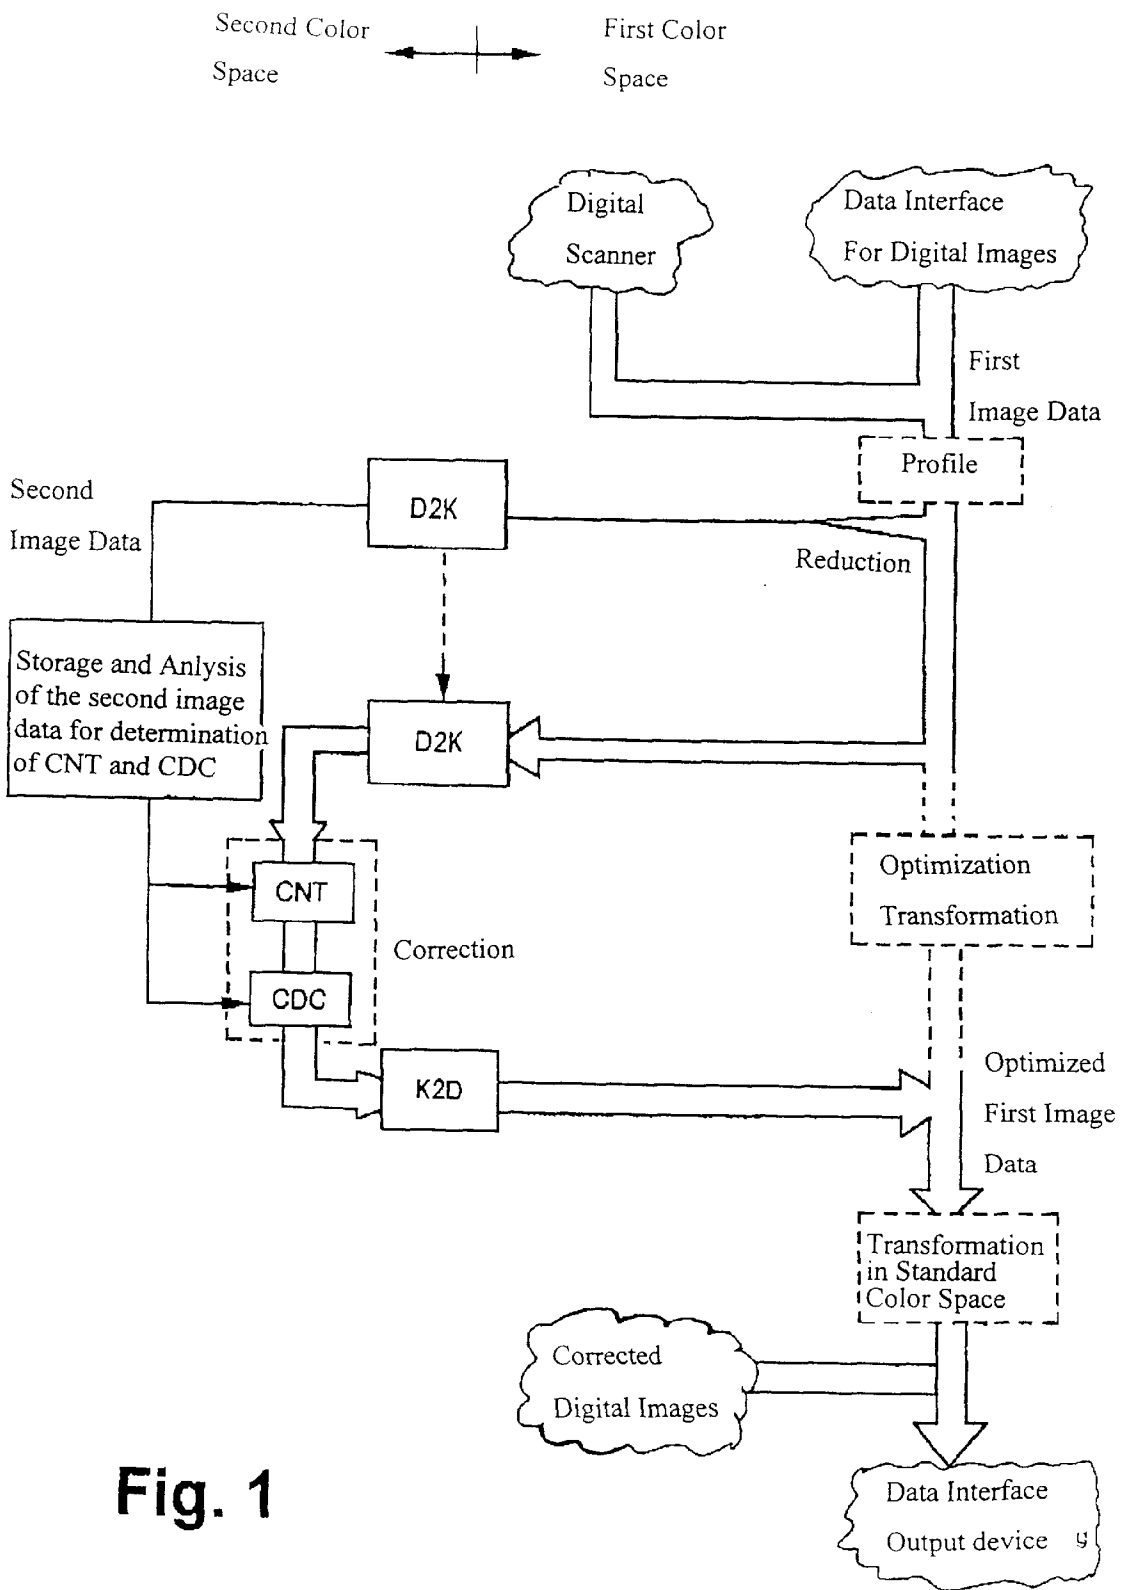 Second Color
Space
First Color
Space
Digital
Scanner
Data Interface
For Digital Images
First
Image Data
Profile
Second
Image Data
D2K
Reduction
Storage and Anlysis
of the second image
data for determination
of CNT and CDC
D2K
CNT
Optimization
Transformation
Correction
CDC
K2D
Optimized
First Image
Data
Transformation
in Standard
Color Space
Corrected
Digital Images
Data Interface
Output device y
Fig. 1